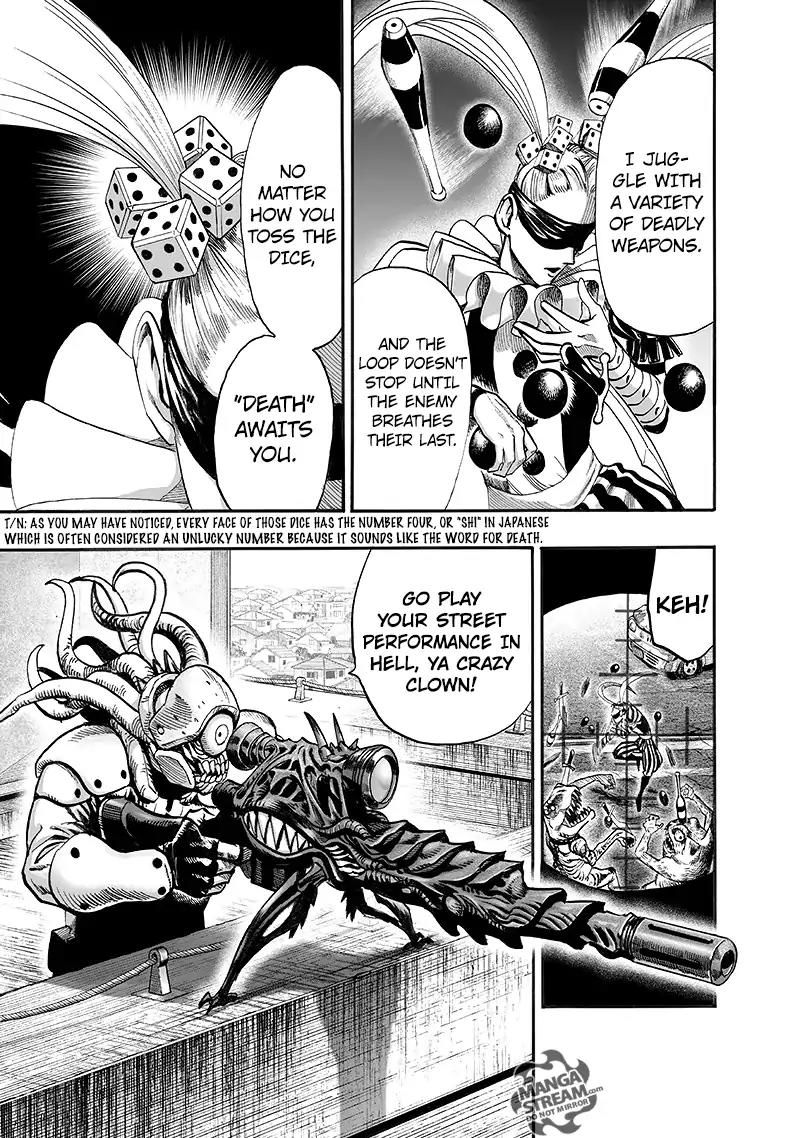 I JUG-
GLE WITH
A VARIETY
OF DEADLY
WEAPONS.
AND THE
LOOP DOESN'T
STOP UNTIL
THE ENEMY
BREATHES
THEIR LAST.
NO
MATTER
HOW YOU
TOSS THE
DICE,
"DEATH"
AWAITS
YOU.
T/N: AS YOU MAY HAVE NOTICED, EVERY FACE OF THOSE DICE HAS THE NUMBER FOUR, OR "SHI" IN JAPANESE
WHICH IS OFTEN CONSIDERED AN UNLUCKY NUMBER BECAUSE IT SOUNDS LIKE THE WORD FOR DEATH.
KEH!
GO PLAY
YOUR STREET
PERFORMANCE IN
HELL, YA CRAZY
CLOWN!
MANGA
STREAM.com
DO NOT MIRROR!